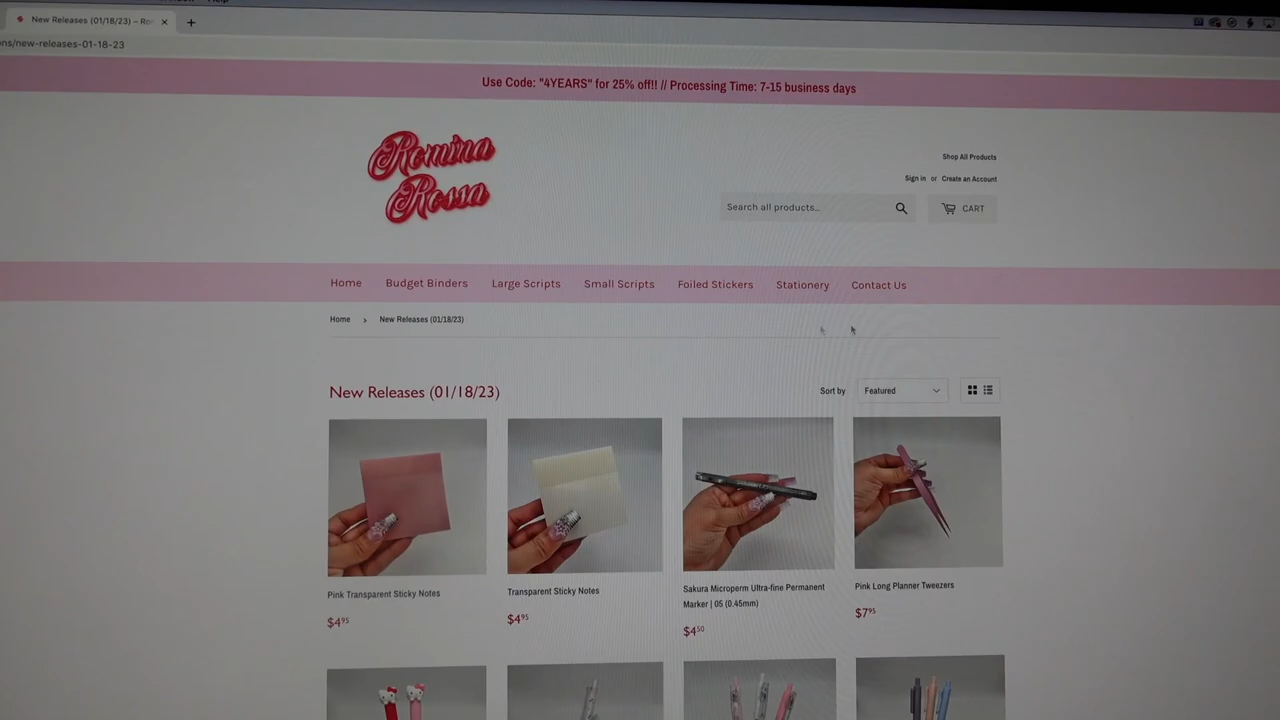 Help
New Releases (01/18/23) – Ro
ns/new-releases-01-18-23
Use Code: "4YEARS" for 25% off!! // Processing Time: 7-15 business days
Romina
Rossa
Shop All Products
Sign in or Create an Account
Search all products...
CART
Home Budget Binders Large Scripts Small Scripts Foiled Stickers Stationery Contact Us
Home › New Releases (01/18/23)
New Releases (01/18/23)
Sort by Featured
Pink Transparent Sticky Notes
$4.95
Transparent Sticky Notes
$4.95
Sakura Microperm Ultra-fine Permanent
Marker | 05 (0.45mm)
$4.50
Pink Long Planner Tweezers
$7.95